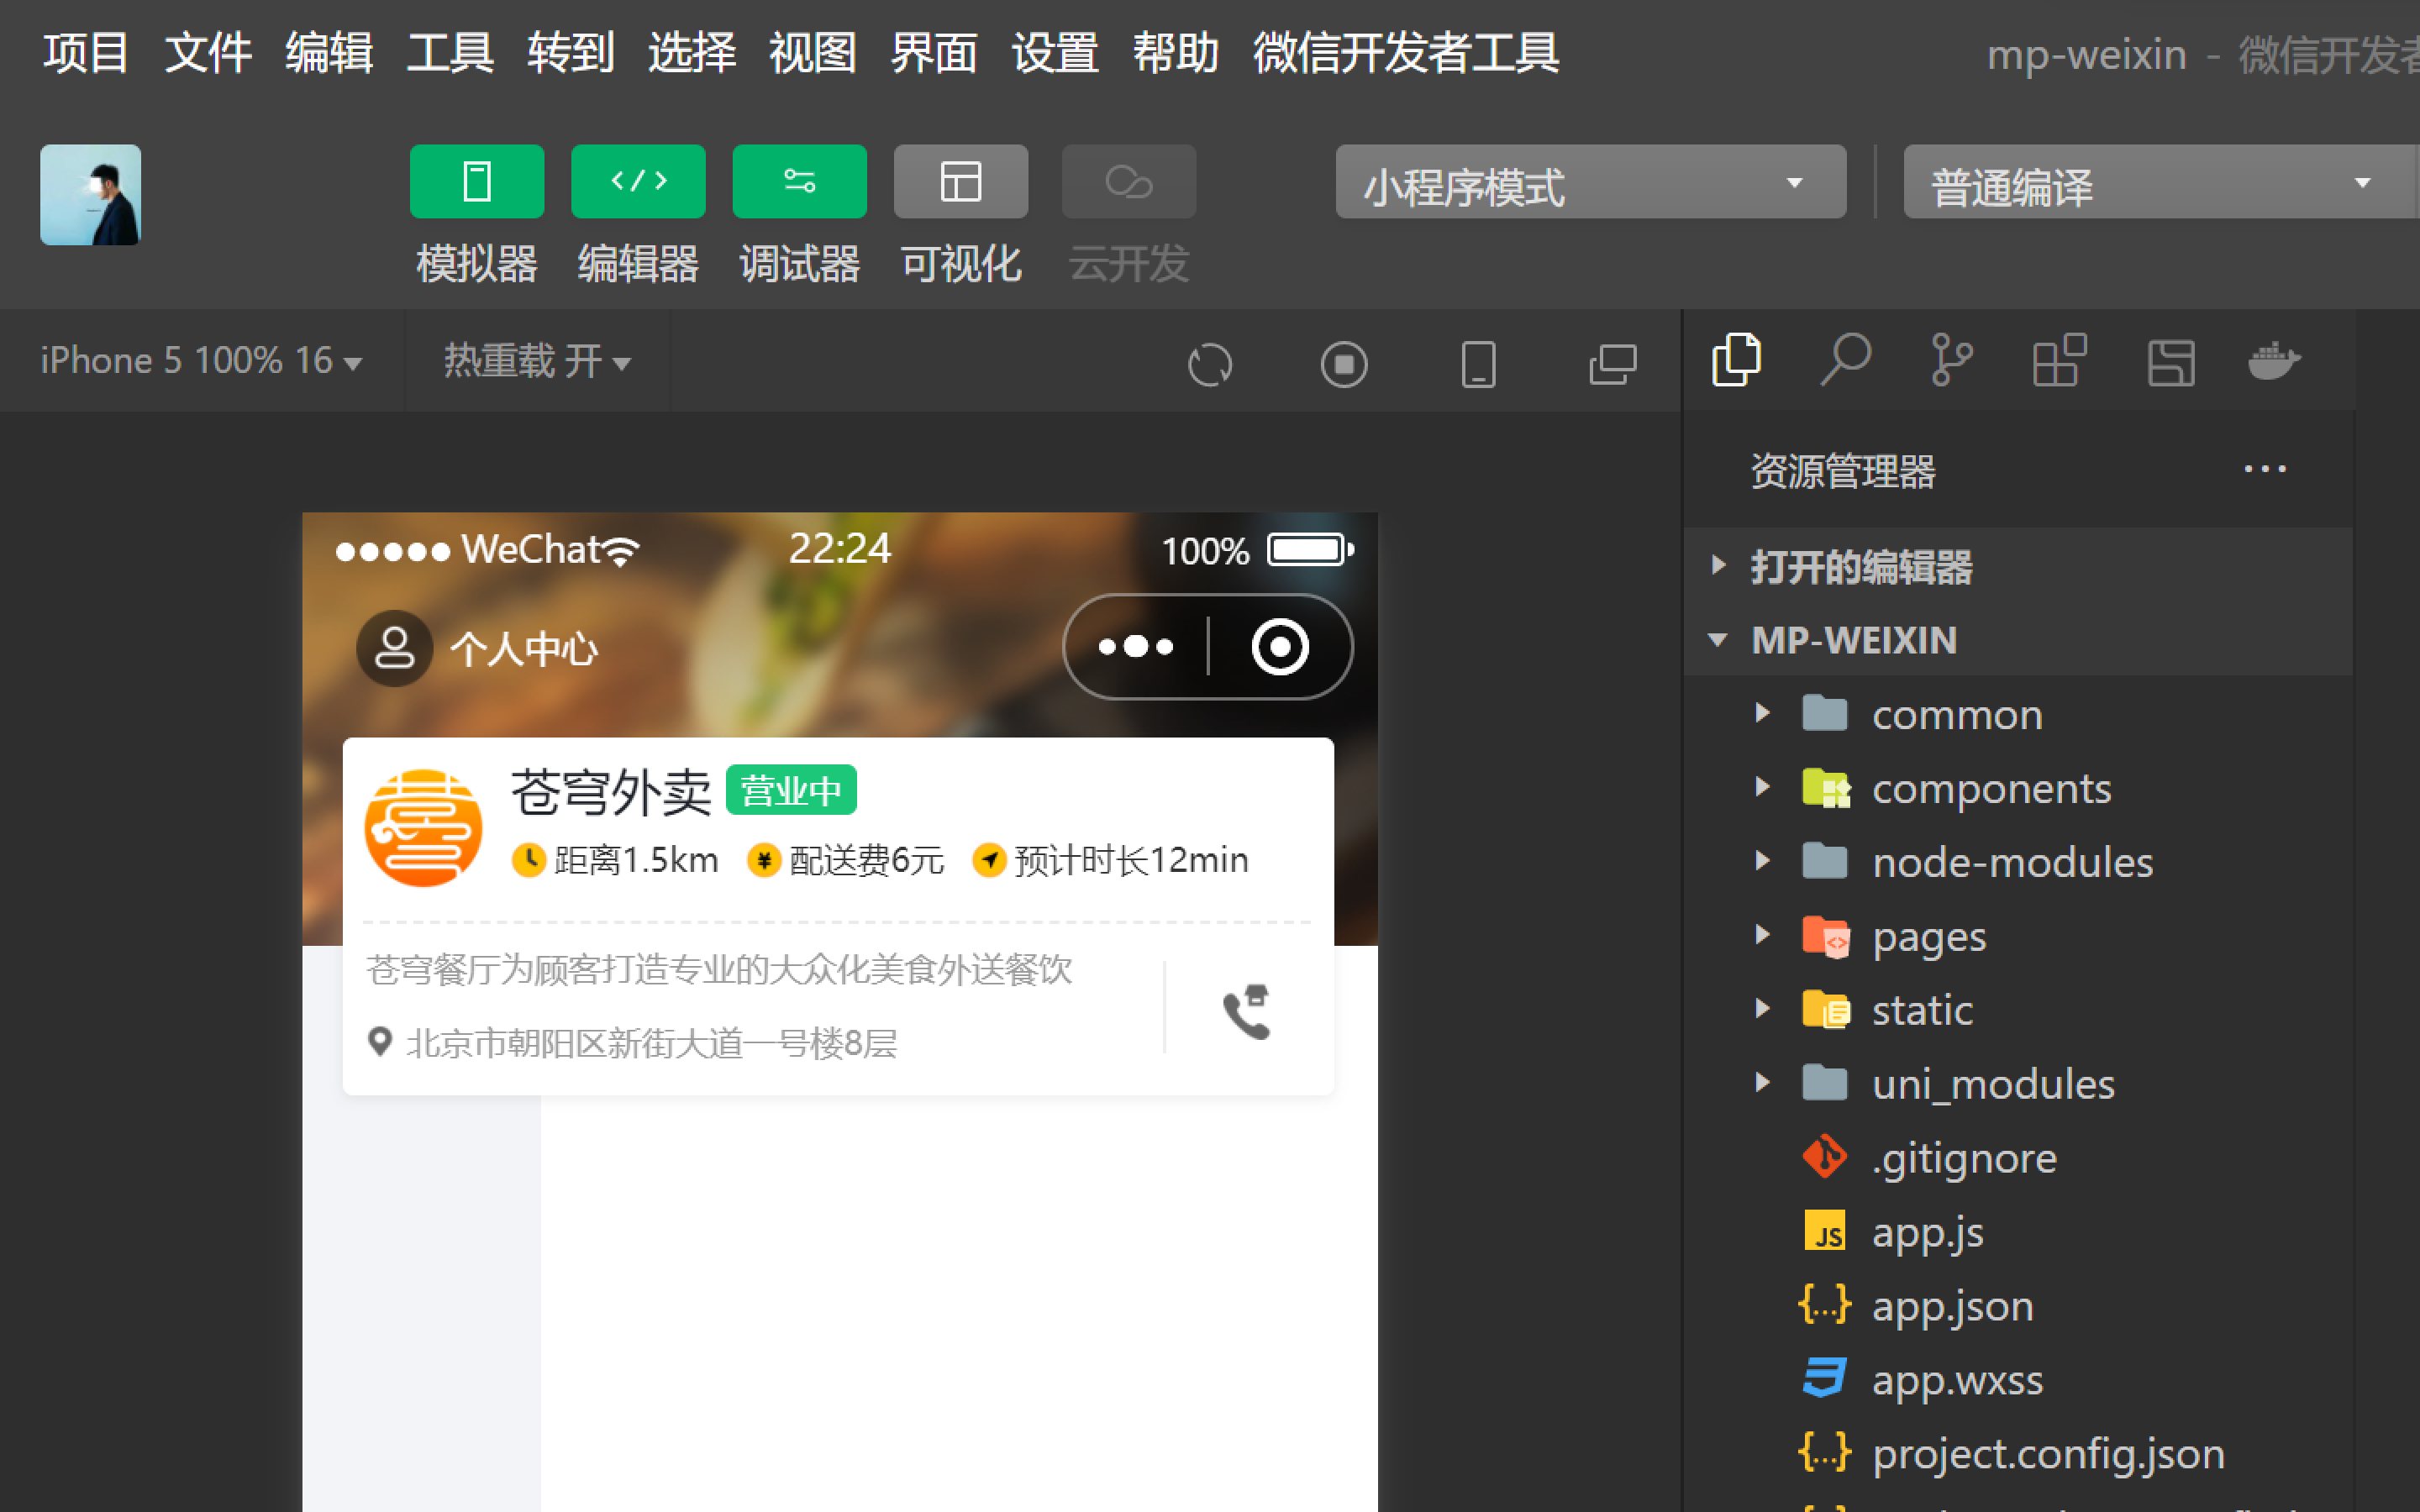 项目 文件 编辑 工具 转到 选择 视图 界面 设置 帮助 微信开发者工具
mp-weixin - 微信开发者
模拟器 编辑器 调试器 可视化 云开发
小程序模式
普通编译
iPhone 5 100% 16
热重载 开
WeChat 22:24 100%
个人中心
苍穹外卖 营业中
距离1.5km 配送费6元 预计时长12min
苍穹餐厅为顾客打造专业的大众化美食外送餐饮
北京市朝阳区新街大道一号楼8层
资源管理器
打开的编辑器
MP-WEIXIN
common
components
node-modules
pages
static
uni_modules
.gitignore
JS app.js
{...} app.json
app.wxss
{...} project.config.json